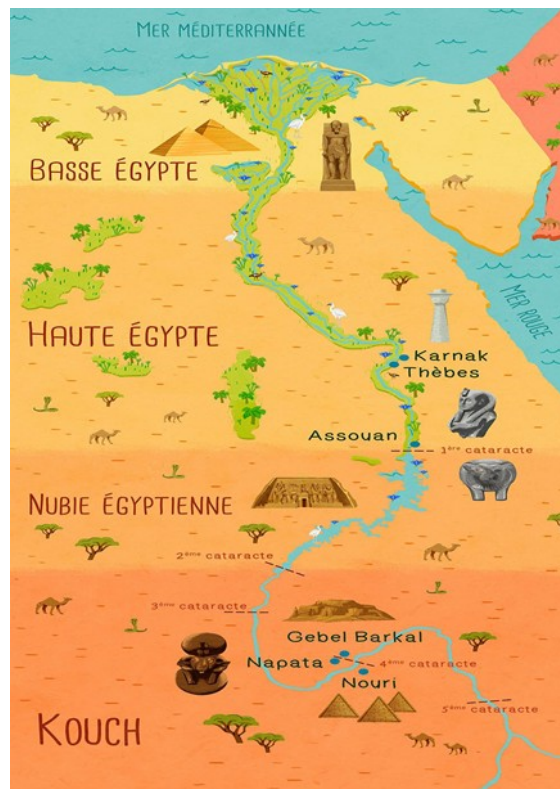 MER MÉDITERRANNÉE
BASSE ÉGYPTE
MER ROUGE
HAUTE ÉGYPTE
Karnak
Thèbes
Assouan
1ère cataracte
NUBIE ÉGYPTIENNE
2ème cataracte
3ème cataracte
Gebel Barkal
Napata
4ème cataracte
Nouri
5ème cataracte
KOUCH